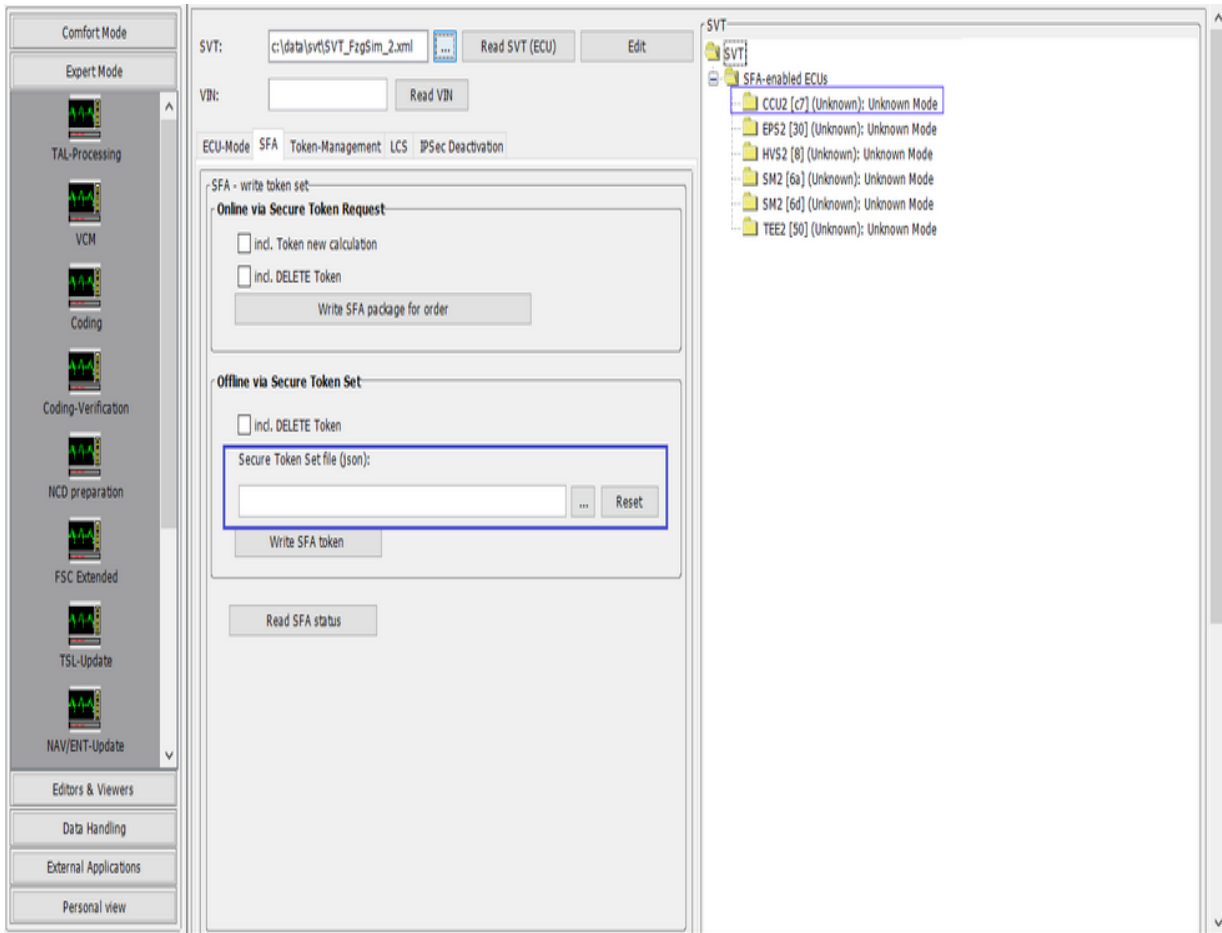 Comfort Mode
Expert Mode
TAL-Processing
VCM
Coding
Coding-Verification
NCD preparation
FSC Extended
TSL-Update
NAV/ENT-Update
Editors & Viewers
Data Handling
External Applications
Personal view
SVT: c:\data\svt\SVT_FzgSim_2.xml ... Read SVT (ECU) Edit
VIN: Read VIN
ECU-Mode SFA Token-Management LCS IPSec Deactivation
SFA - write token set
Online via Secure Token Request
incl. Token new calculation
incl. DELETE Token
Write SFA package for order
Offline via Secure Token Set
incl. DELETE Token
Secure Token Set file (json):
... Reset
Write SFA token
Read SFA status
SVT
SVT
SFA-enabled ECUs
CCU2 [c7] (Unknown): Unknown Mode
EPS2 [30] (Unknown): Unknown Mode
HVS2 [8] (Unknown): Unknown Mode
SM2 [6a] (Unknown): Unknown Mode
SM2 [6d] (Unknown): Unknown Mode
TEE2 [50] (Unknown): Unknown Mode